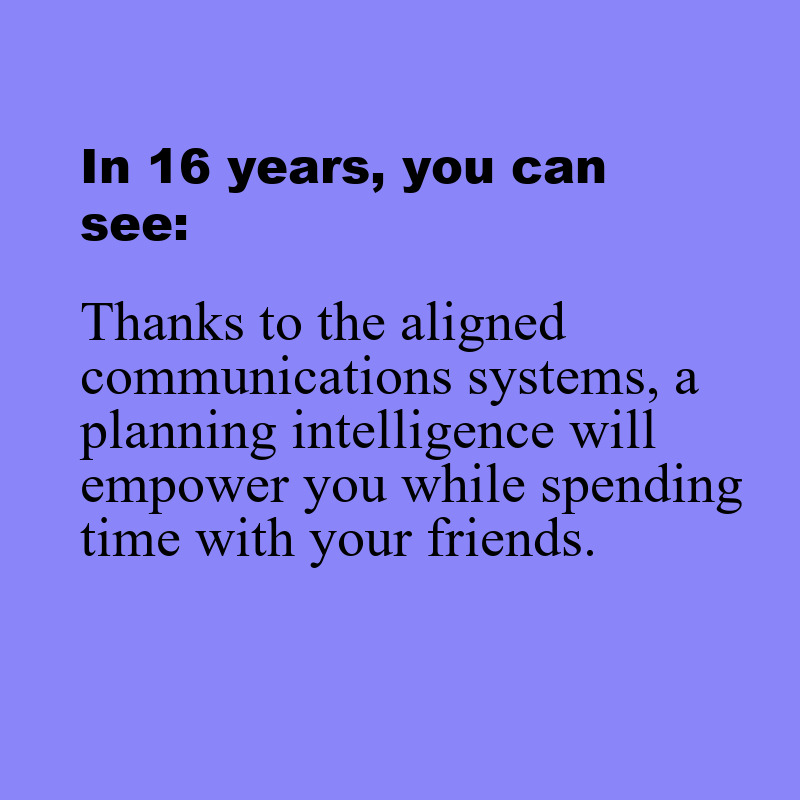 In 16 years, you can
see:
Thanks to the aligned
communications systems, a
planning intelligence will
empower you while spending
time with your friends.